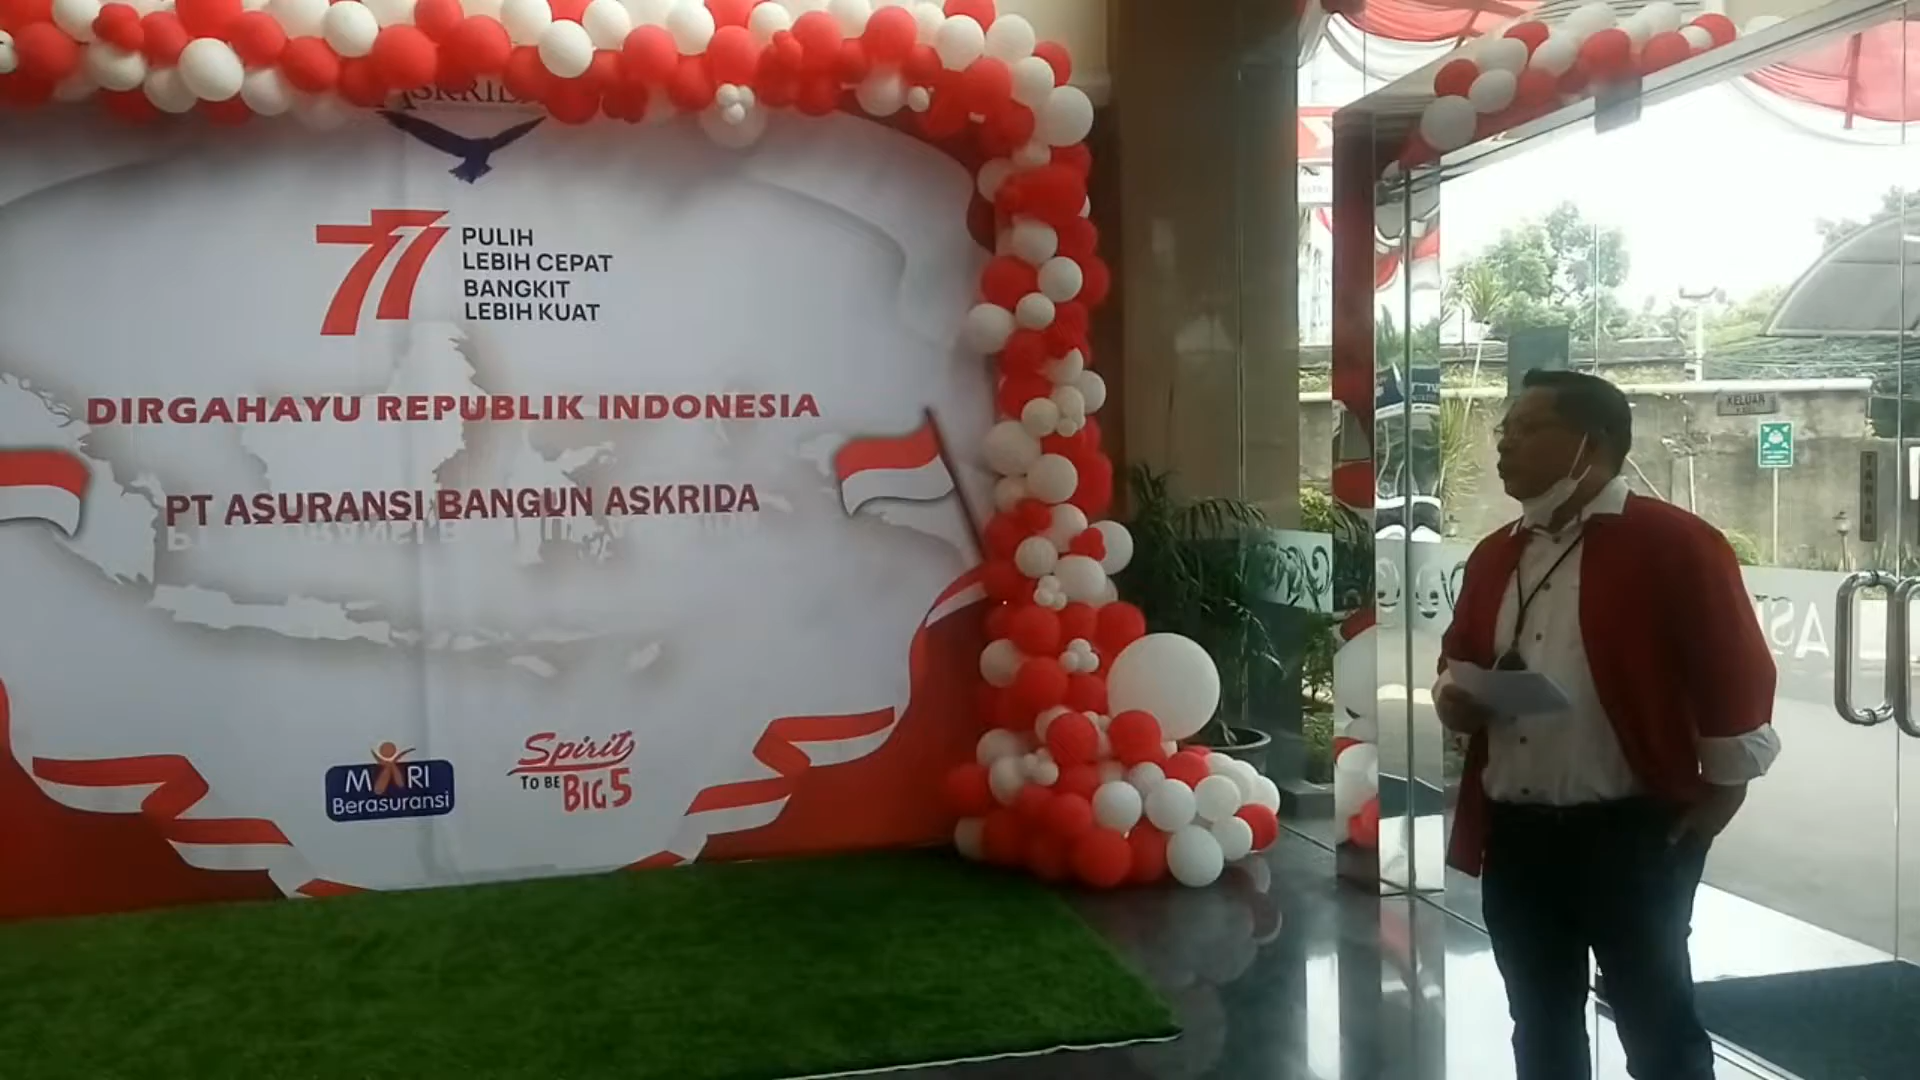 ASKRIDA
77
PULIH
LEBIH CEPAT
BANGKIT
LEBIH KUAT
DIRGAHAYU REPUBLIK INDONESIA
PT ASURANSI BANGUN ASKRIDA
MARI
Berasuransi
Spirit
TO BE
BIG 5
KELUAR
TAMAN